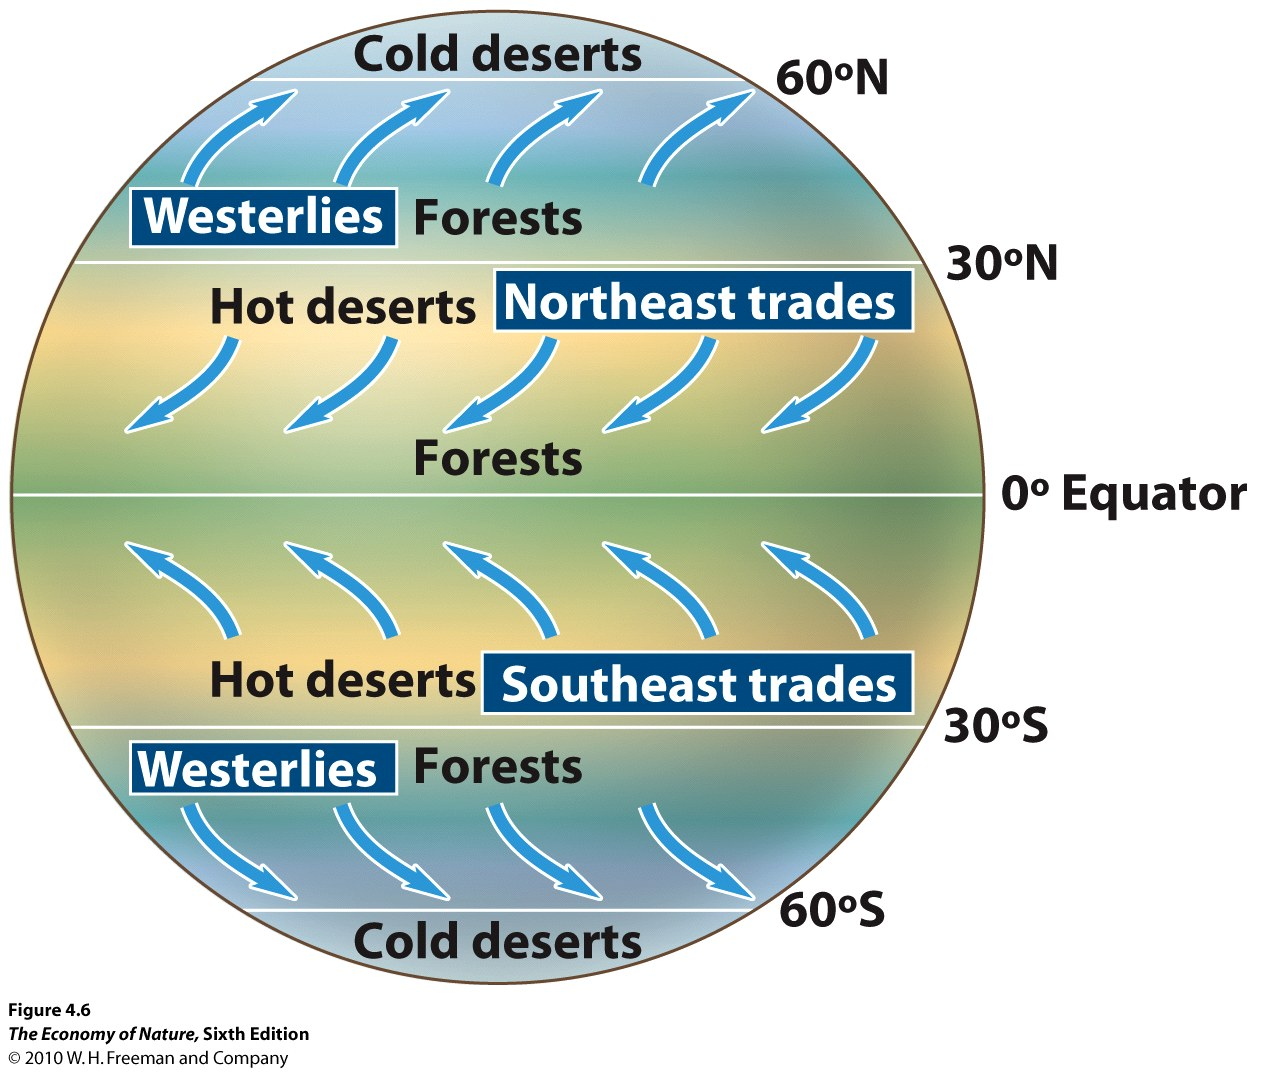 Cold deserts
60ºN
Westerlies Forests
30ºN
Hot deserts Northeast trades
Forests
0º Equator
Hot deserts Southeast trades
30ºS
Westerlies Forests
60ºS
Cold deserts
Figure 4.6
The Economy of Nature, Sixth Edition
© 2010 W. H. Freeman and Company